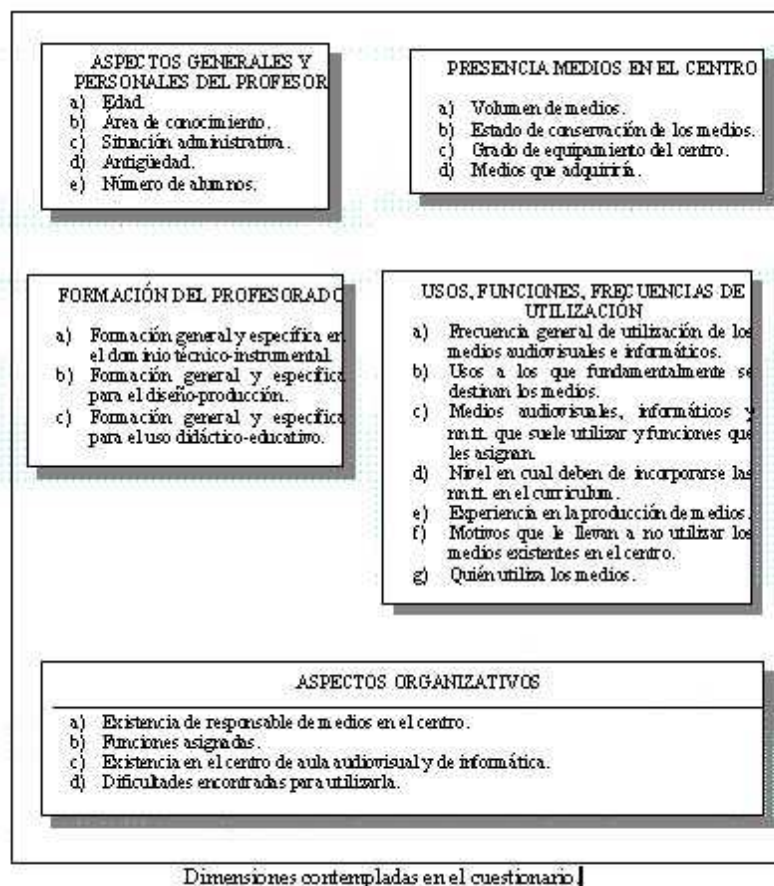 ASPECTOS GENERALES Y
PERSONALES DEL PROFESOR
a) Edad.
b) Área de conocimiento.
c) Situación administrativa.
d) Antigüedad.
e) Número de alumnos.
PRESENCIA MEDIOS EN EL CENTRO
a) Volumen de medios.
b) Estado de conservación de los medios.
c) Grado de equipamiento del centro.
d) Medios que adquiriría.
FORMACIÓN DEL PROFESORADO
a) Formación general y específica en
el dominio técnico-instrumental.
b) Formación general y específica
para el diseño-producción.
c) Formación general y específica
para el uso didáctico-educativo.
USOS, FUNCIONES, FRECUENCIAS DE
UTILIZACIÓN
a) Frecuencia general de utilización de los
medios audiovisuales e informáticos.
b) Usos a los que fundamentalmente se
destinan los medios.
c) Medios audiovisuales, informáticos y
nn.tt. que suele utilizar y funciones que
les asignan.
d) Nivel en cual deben de incorporarse las
nn.tt. en el curriculum.
e) Experiencia en la producción de medios.
f) Motivos que le llevan a no utilizar los
medios existentes en el centro.
g) Quién utiliza los medios.
ASPECTOS ORGANIZATIVOS
a) Existencia de responsable de medios en el centro.
b) Funciones asignadas.
c) Existencia en el centro de aula audiovisual y de informática.
d) Dificultades encontradas para utilizarla.
Dimensiones contempladas en el cuestionario.